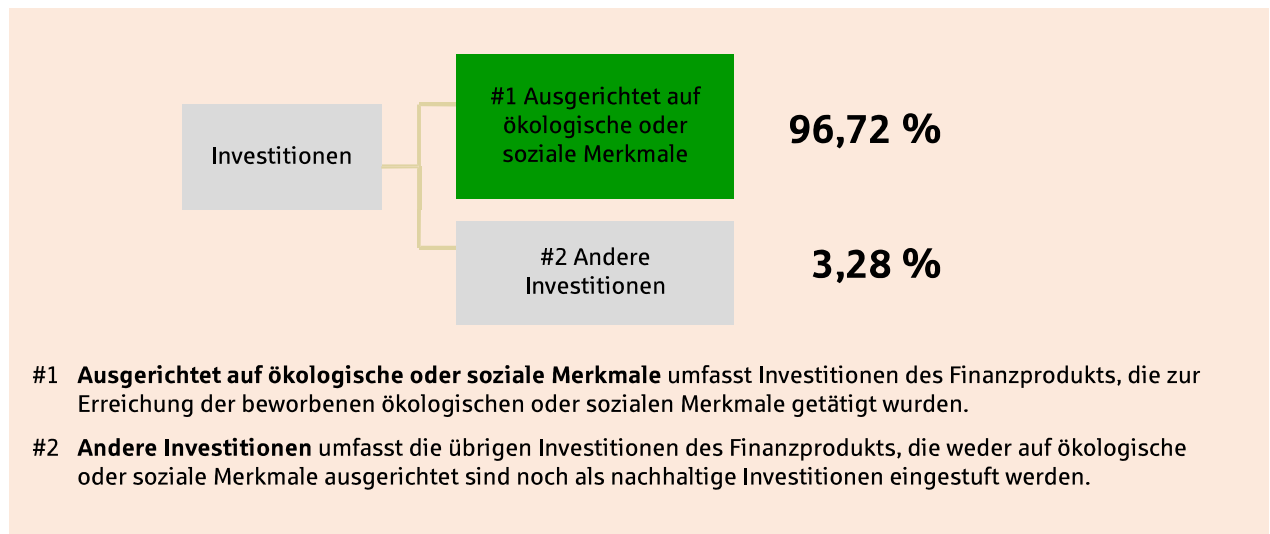 #1 Ausgerichtet auf
ökologische oder
soziale Merkmale
96,72 %
Investitionen
#2 Andere
Investitionen
3,28 %
#1 Ausgerichtet auf ökologische oder soziale Merkmale umfasst Investitionen des Finanzprodukts, die zur
Erreichung der beworbenen ökologischen oder sozialen Merkmale getätigt wurden.
#2 Andere Investitionen umfasst die übrigen Investitionen des Finanzprodukts, die weder auf ökologische
oder soziale Merkmale ausgerichtet sind noch als nachhaltige Investitionen eingestuft werden.